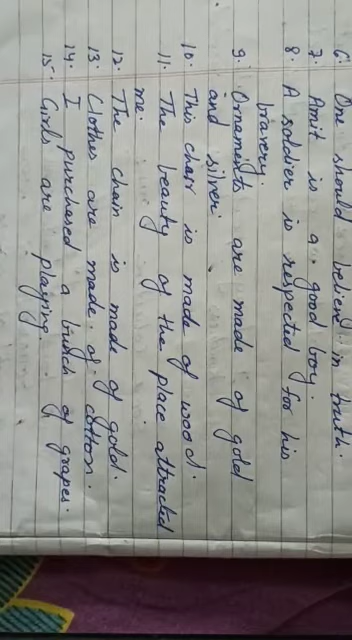 6. One should believe in truth.
7. Amit is a good boy.
8. A soldier is respected for his
bravery.
9. Ornaments are made of gold
and silver
10. This chair is made of wood.
11. The beauty of the place attracted
me.
12. The chain is made of gold.
13. Clothes are made of cotton.
14. I purchased a bunch of grapes.
15. Girls are playing.